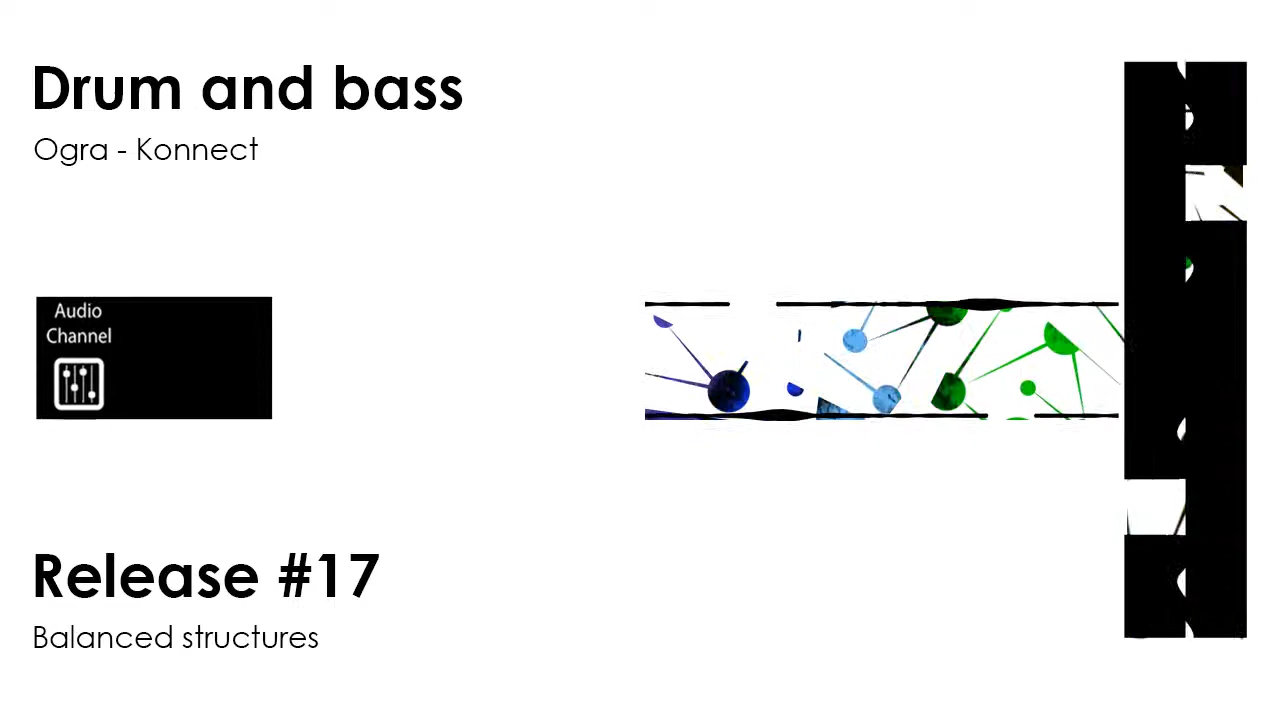 Drum and bass
Ogra - Konnect
Audio
Channel
Release #17
Balanced structures